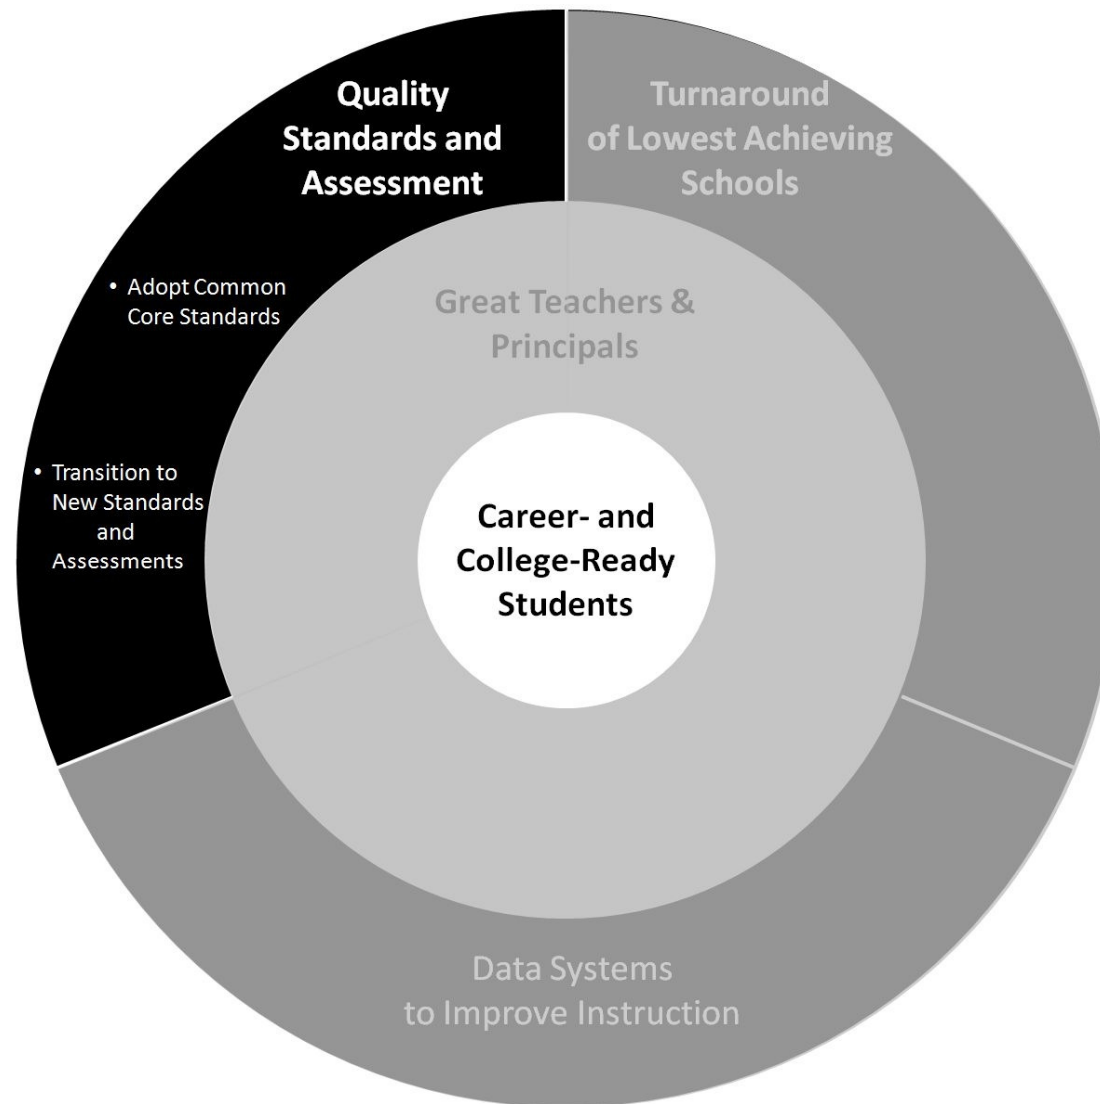 Quality
Standards and
Assessment
• Adopt Common
Core Standards
• Transition to
New Standards
and
Assessments
Turnaround
of Lowest Achieving
Schools
Great Teachers &
Principals
Career- and
College-Ready
Students
Data Systems
to Improve Instruction